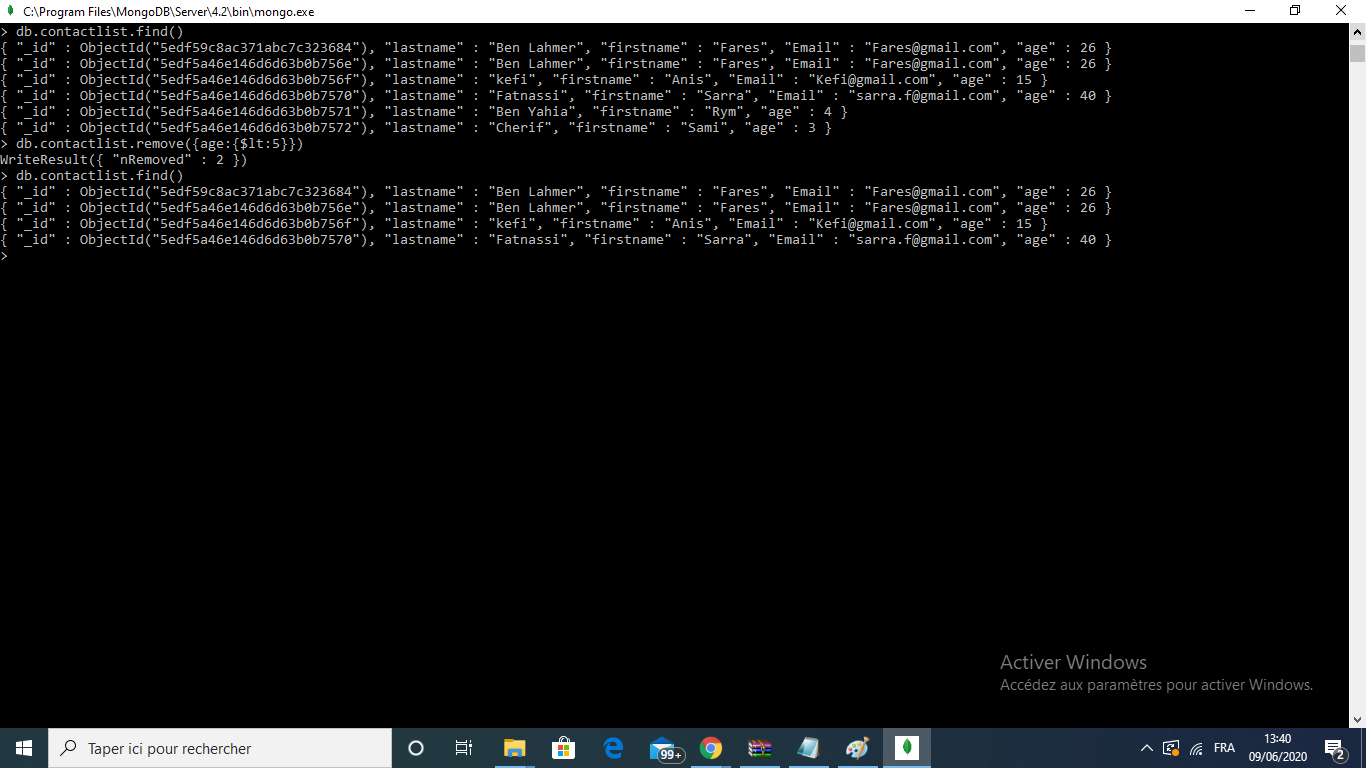 C:\Program Files\MongoDB\Server\4.2\bin\mongo.exe
> db.contactlist.find()
{ "_id" : ObjectId("5edf59c8ac371abc7c323684"), "lastname" : "Ben Lahmer", "firstname" : "Fares", "Email" : "Fares@gmail.com", "age" : 26 }
{ "_id" : ObjectId("5edf5a46e146d6d63b0b756e"), "lastname" : "Ben Lahmer", "firstname" : "Fares", "Email" : "Fares@gmail.com", "age" : 26 }
{ "_id" : ObjectId("5edf5a46e146d6d63b0b756f"), "lastname" : "kefi", "firstname" : "Anis", "Email" : "Kefi@gmail.com", "age" : 15 }
{ "_id" : ObjectId("5edf5a46e146d6d63b0b7570"), "lastname" : "Fatnassi", "firstname" : "Sarra", "Email" : "sarra.f@gmail.com", "age" : 40 }
{ "_id" : ObjectId("5edf5a46e146d6d63b0b7571"), "lastname" : "Ben Yahia", "firstname" : "Rym", "age" : 4 }
{ "_id" : ObjectId("5edf5a46e146d6d63b0b7572"), "lastname" : "Cherif", "firstname" : "Sami", "age" : 3 }
> db.contactlist.remove({age:{$lt:5}})
WriteResult({ "nRemoved" : 2 })
> db.contactlist.find()
{ "_id" : ObjectId("5edf59c8ac371abc7c323684"), "lastname" : "Ben Lahmer", "firstname" : "Fares", "Email" : "Fares@gmail.com", "age" : 26 }
{ "_id" : ObjectId("5edf5a46e146d6d63b0b756e"), "lastname" : "Ben Lahmer", "firstname" : "Fares", "Email" : "Fares@gmail.com", "age" : 26 }
{ "_id" : ObjectId("5edf5a46e146d6d63b0b756f"), "lastname" : "kefi", "firstname" : "Anis", "Email" : "Kefi@gmail.com", "age" : 15 }
{ "_id" : ObjectId("5edf5a46e146d6d63b0b7570"), "lastname" : "Fatnassi", "firstname" : "Sarra", "Email" : "sarra.f@gmail.com", "age" : 40 }
>
Activer Windows
Accédez aux paramètres pour activer Windows.
Taper ici pour rechercher
99+
FRA
13:40
09/06/2020
2